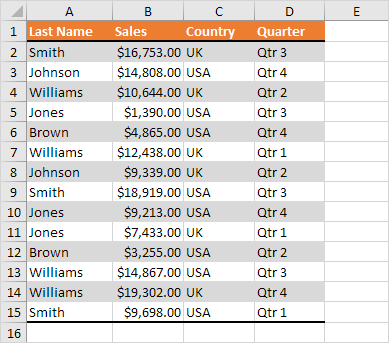 A B C D E
1 Last Name Sales Country Quarter
2 Smith $16,753.00 UK Qtr 3
3 Johnson $14,808.00 USA Qtr 4
4 Williams $10,644.00 UK Qtr 2
5 Jones $1,390.00 USA Qtr 3
6 Brown $4,865.00 USA Qtr 4
7 Williams $12,438.00 UK Qtr 1
8 Johnson $9,339.00 UK Qtr 2
9 Smith $18,919.00 USA Qtr 3
10 Jones $9,213.00 USA Qtr 4
11 Jones $7,433.00 UK Qtr 1
12 Brown $3,255.00 USA Qtr 2
13 Williams $14,867.00 USA Qtr 3
14 Williams $19,302.00 UK Qtr 4
15 Smith $9,698.00 USA Qtr 1
16